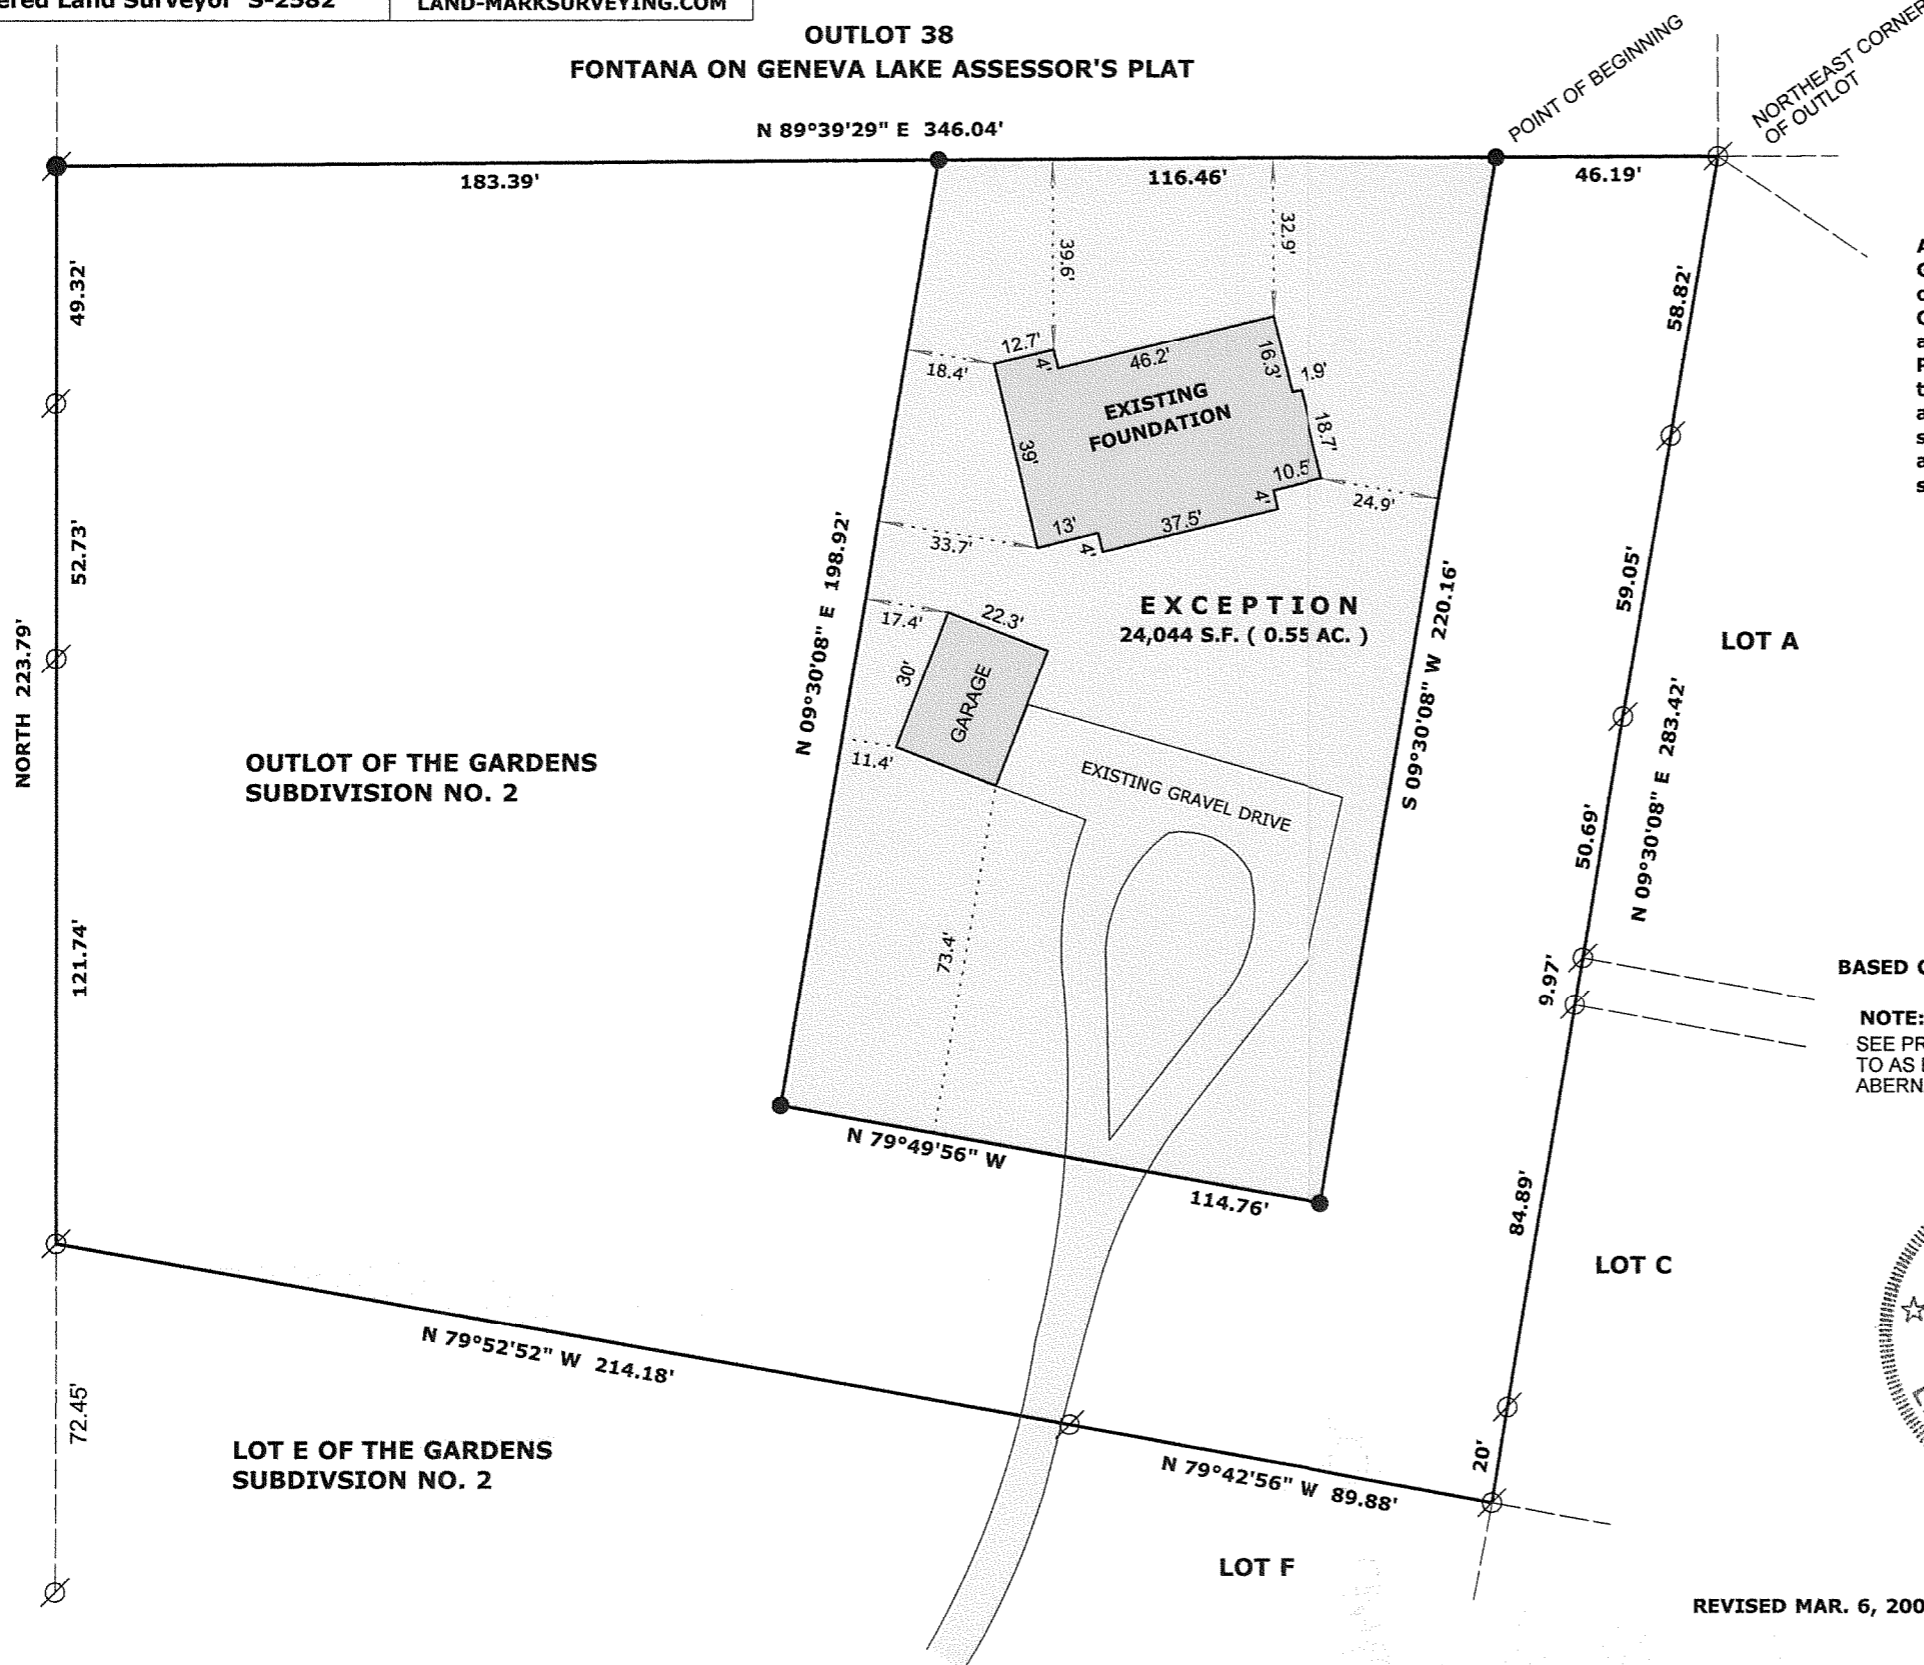 ered Land Surveyor S-2582
LAND-MARKSURVEYING.COM
OUTLOT 38
FONTANA ON GENEVA LAKE ASSESSOR'S PLAT
POINT OF BEGINNING
NORTHEAST CORNER
OF OUTLOT
N 89°39'29" E 346.04'
183.39'
116.46'
46.19'
49.32'
52.73'
NORTH 223.79'
121.74'
72.45'
39.6'
32.9'
58.82'
12.7'
4'
46.2'
16.3'
1.9'
18.4'
EXISTING
FOUNDATION
39'
18.7'
10.5'
4'
24.9'
13'
4'
37.5'
33.7'
N 09°30'08" E 198.92'
EXCEPTION
24,044 S.F. ( 0.55 AC. )
S 09°30'08" W 220.16'
59.05'
LOT A
17.4'
22.3'
30'
GARAGE
11.4'
EXISTING GRAVEL DRIVE
73.4'
OUTLOT OF THE GARDENS
SUBDIVISION NO. 2
N 09°30'08" E 283.42'
50.69'
9.97'
BASED
NOTE:
SEE PR
TO AS
ABERN
N 79°49'56" W
114.76'
84.89'
LOT C
N 79°52'52" W 214.18'
LOT E OF THE GARDENS
SUBDIVSION NO. 2
N 79°42'56" W 89.88'
20'
LOT F
REVISED MAR. 6, 200